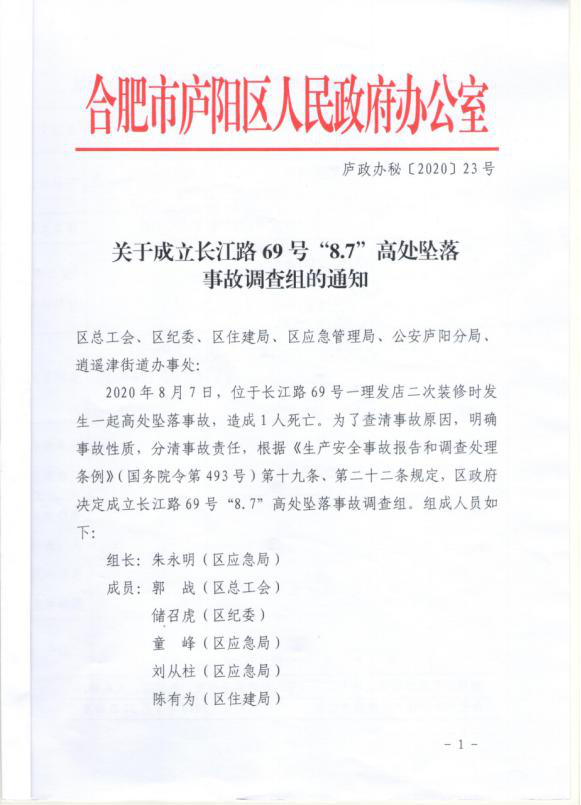 合肥市庐阳区人民政府办公室
庐政办秘〔2020〕23号
关于成立长江路69号“8.7”高处坠落
事故调查组的通知
区总工会、区纪委、区住建局、区应急管理局、公安庐阳分局、
逍遥津街道办事处：
2020年8月7日，位于长江路69号一理发店二次装修时发
生一起高处坠落事故，造成1人死亡。为了查清事故原因，明确
事故性质，分清事故责任，根据《生产安全事故报告和调查处理
条例》（国务院令第493号）第十九条、第二十二条规定，区政府
决定成立长江路69号“8.7”高处坠落事故调查组。组成人员如
下：
组长：朱永明（区应急局）
成员：郭　战（区总工会）
储召虎（区纪委）
童　峰（区应急局）
刘从柱（区应急局）
陈有为（区住建局）
- 1 -